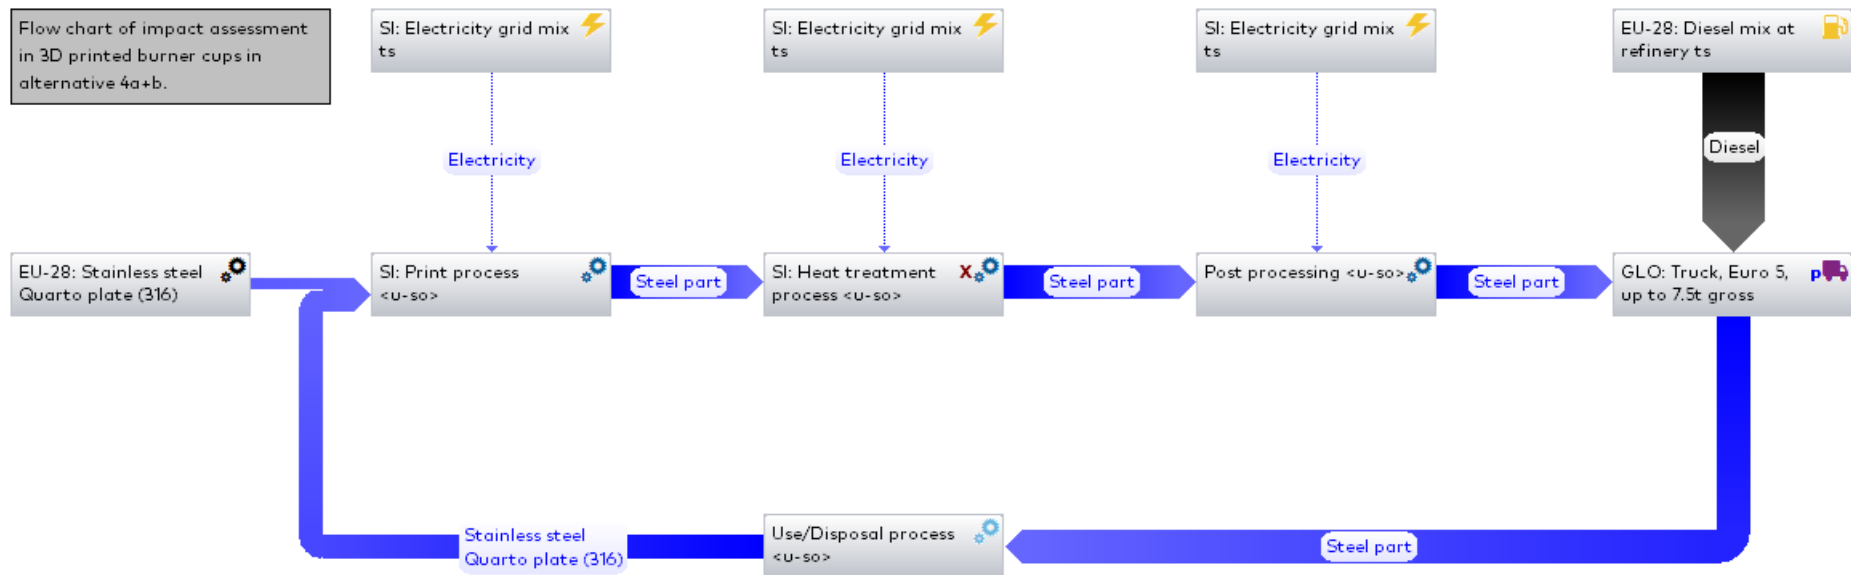 Flow chart of impact assessment
in 3D printed burner cups in
alternative 4a+b.
SI: Electricity grid mix
ts
SI: Electricity grid mix
ts
SI: Electricity grid mix
ts
EU-28: Diesel mix at
refinery ts
Electricity
Electricity
Electricity
Diesel
EU-28: Stainless steel
Quarto plate (316)
SI: Print process
<u-so>
Steel part
SI: Heat treatment
process <u-so>
X
Steel part
Post processing <u-so>
Steel part
GLO: Truck, Euro 5,
up to 7.5t gross
p
Stainless steel
Quarto plate (316)
Use/Disposal process
<u-so>
Steel part